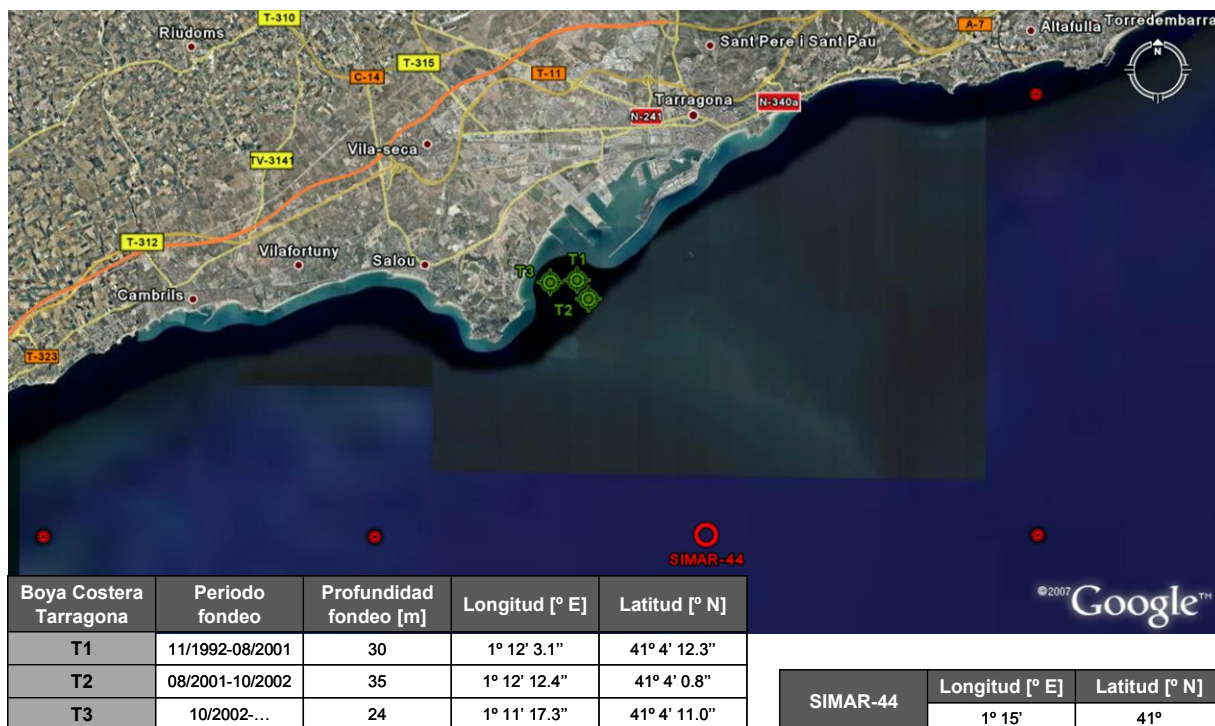 T-310
Riudoms
A-7
Altafulla
Torredembarra
T-315
Sant Pere i Sant Pau
N
C-14
T-11
Tarragona
N-340a
N-241
Vila-seca
TV-3141
T-312
Vilafortuny
Salou
T1
T3
Cambrils
T2
T-323
SIMAR-44
©2007 Google™
Boya Costera Tarragona | Periodo fondeo | Profundidad fondeo [m] | Longitud [º E] | Latitud [º N]
T1 | 11/1992-08/2001 | 30 | 1º 12’ 3.1” | 41º 4’ 12.3”
T2 | 08/2001-10/2002 | 35 | 1º 12’ 12.4” | 41º 4’ 0.8”
T3 | 10/2002-… | 24 | 1º 11’ 17.3” | 41º 4’ 11.0”
SIMAR-44 | Longitud [º E] | Latitud [º N]
1º 15’ | 41º